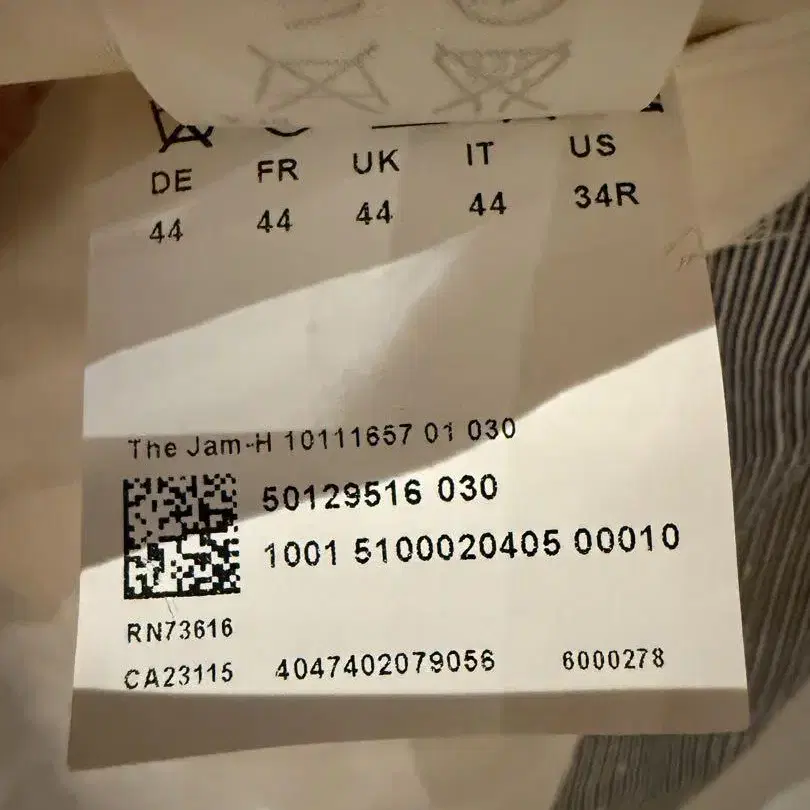 DE FR UK IT US
44 44 44 44 34R
The Jam-H 10111657 01 030
50129516 030
1001 5100020405 00010
RN73616
CA23115 4047402079056 6000278